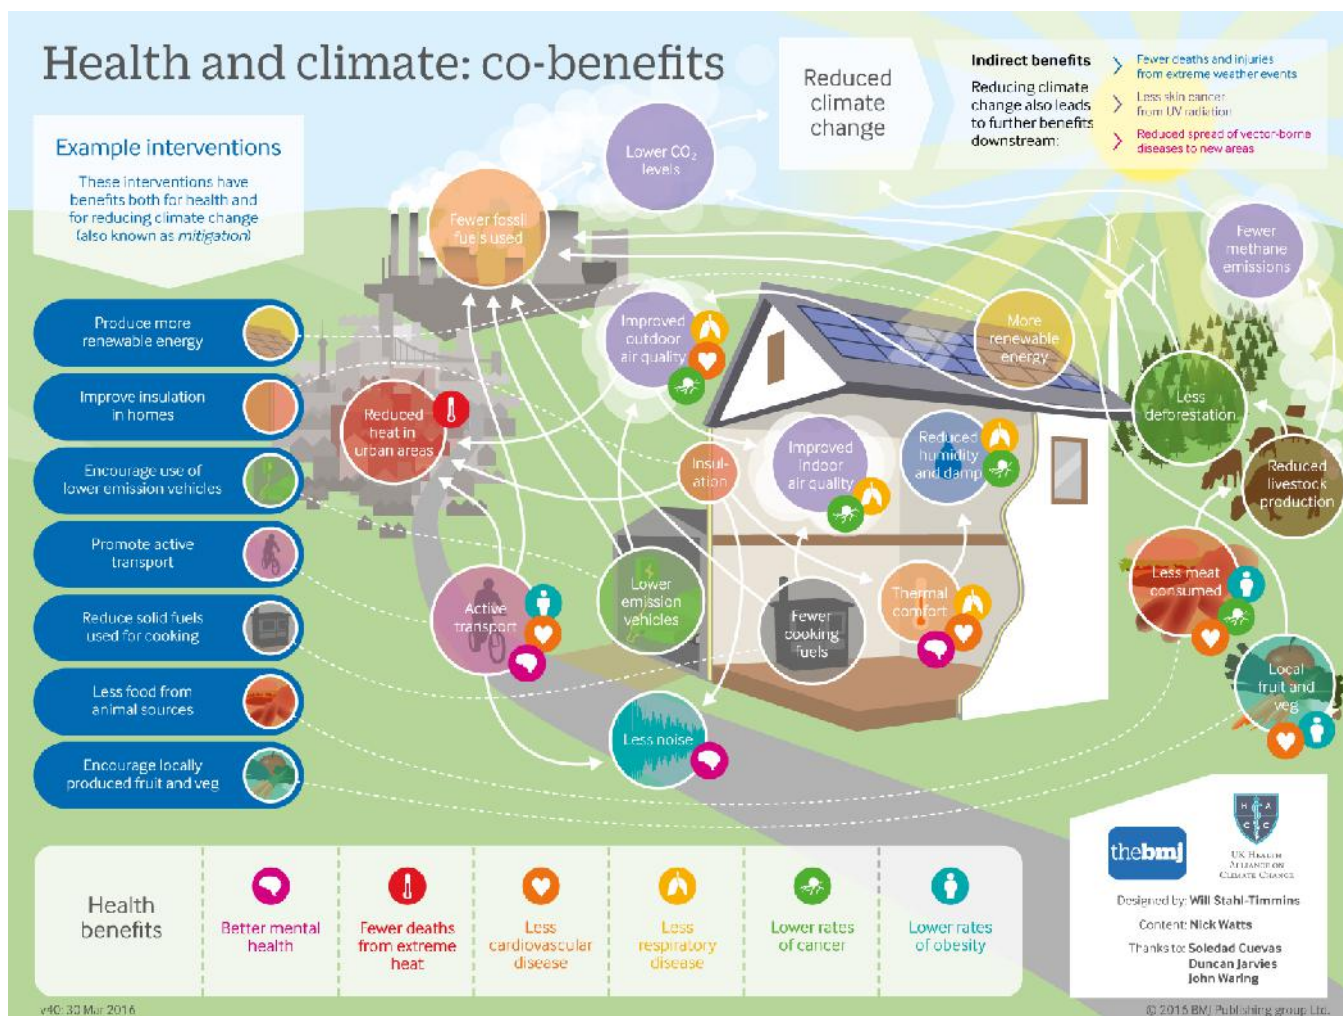 Health and climate: co-benefits
Reduced
climate
change
Indirect benefits
Reducing climate
change also leads
to further benefits
downstream:
Fewer deaths and injuries
from extreme weather events
Less skin cancer
from UV radiation
Reduced spread of vector-borne
diseases to new areas
Example interventions
These interventions have
benefits both for health and
for reducing climate change
(also known as mitigation)
Produce more
renewable energy
Improve insulation
in homes
Encourage use of
lower emission vehicles
Promote active
transport
Reduce solid fuels
used for cooking
Less food from
animal sources
Encourage locally
produced fruit and veg
Lower CO₂
levels
Fewer fossil
fuels used
Fewer
methane
emissions
Improved
outdoor
air quality
More
renewable
energy
Reduced
heat in
urban areas
Less
deforestation
Insul-
ation
Improved
indoor
air quality
Reduced
humidity
and damp
Reduced
livestock
production
Active
transport
Lower
emission
vehicles
Fewer
cooking
fuels
Thermal
comfort
Less meat
consumed
Local
fruit and
veg
Less noise
Health
benefits
Better mental
health
Fewer deaths
from extreme
heat
Less
cardiovascular
disease
Less
respiratory
disease
Lower rates
of cancer
Lower rates
of obesity
thebmj
H A
C C
UK Health
Alliance on
Climate Change
Designed by: Will Stahl-Timmins
Content: Nick Watts
Thanks to: Soledad Cuevas
Duncan Jarvies
John Waring
v40: 30 Mar 2016
© 2016 BMJ Publishing group Ltd.